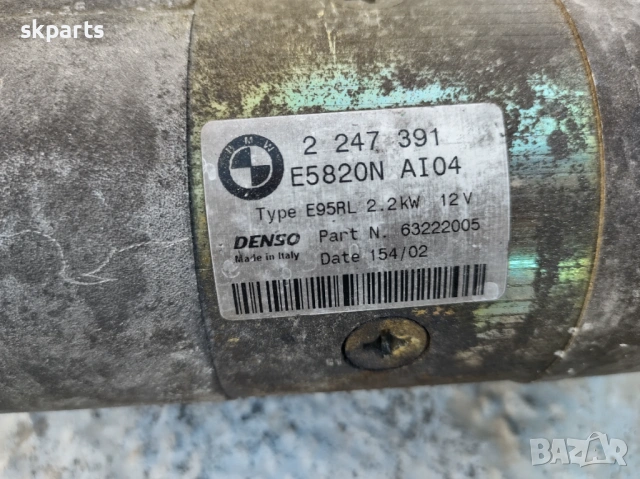 skparts
BMW
2 247 391
E5820N AI04
Type E95RL 2.2kW 12V
DENSO Part N. 63222005
Made in Italy Date 154/02
BAZAR